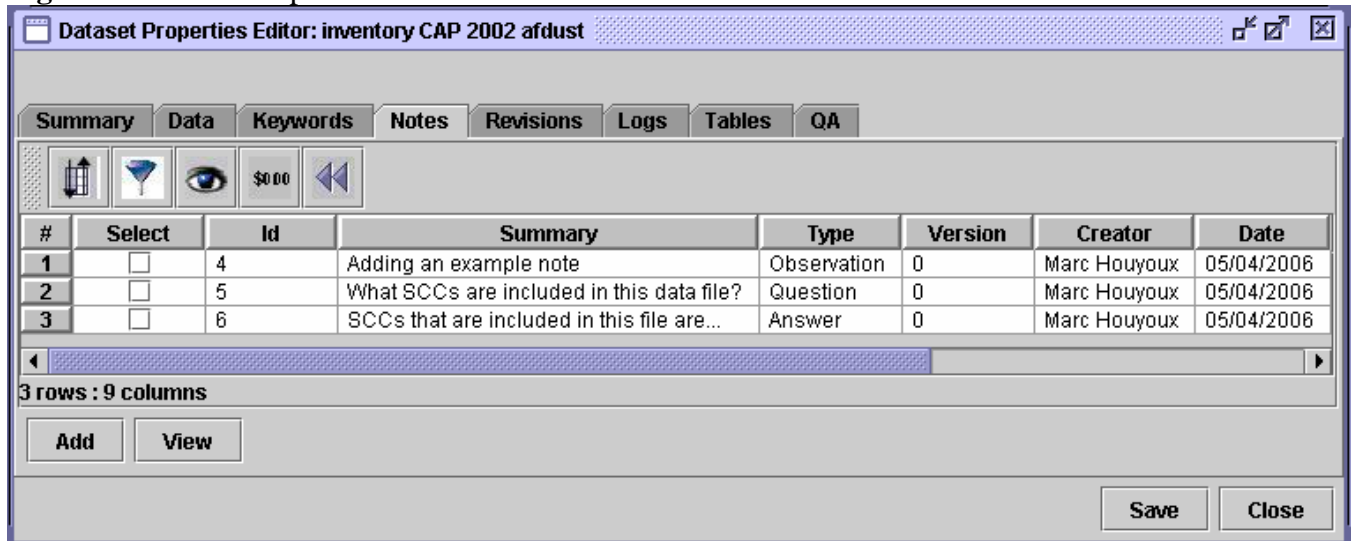 Dataset Properties Editor: inventory CAP 2002 afdust
Summary Data Keywords Notes Revisions Logs Tables QA
$0.00
# Select Id Summary Type Version Creator Date
1 4 Adding an example note Observation 0 Marc Houyoux 05/04/2006
2 5 What SCCs are included in this data file? Question 0 Marc Houyoux 05/04/2006
3 6 SCCs that are included in this file are... Answer 0 Marc Houyoux 05/04/2006
3 rows : 9 columns
Add View
Save Close